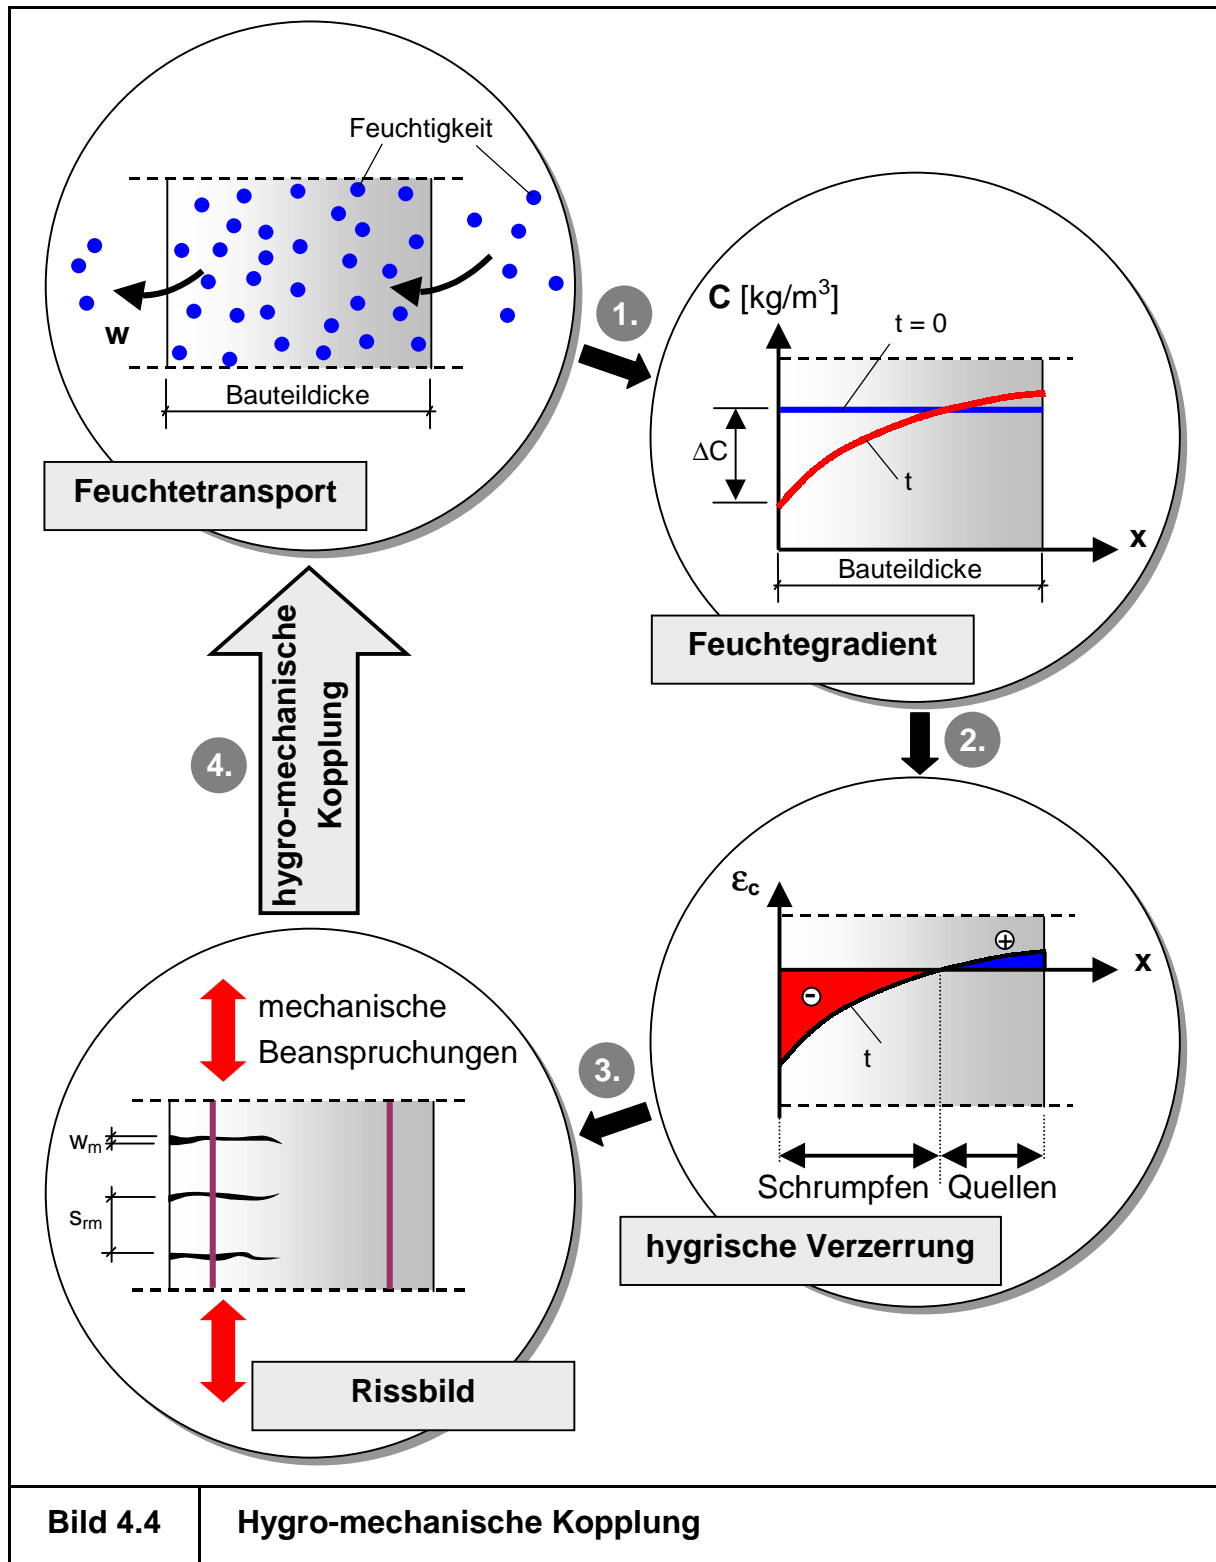 Feuchtigkeit
w
Bauteildicke
Feuchtetransport
1.
C [kg/m³]
t = 0
ΔC
t
x
Bauteildicke
Feuchtegradient
2.
εc
+
x
-
t
Schrumpfen
Quellen
hygrische Verzerrung
3.
mechanische
Beanspruchungen
wm
srm
Rissbild
4.
hygro-mechanische
Kopplung
Bild 4.4
Hygro-mechanische Kopplung